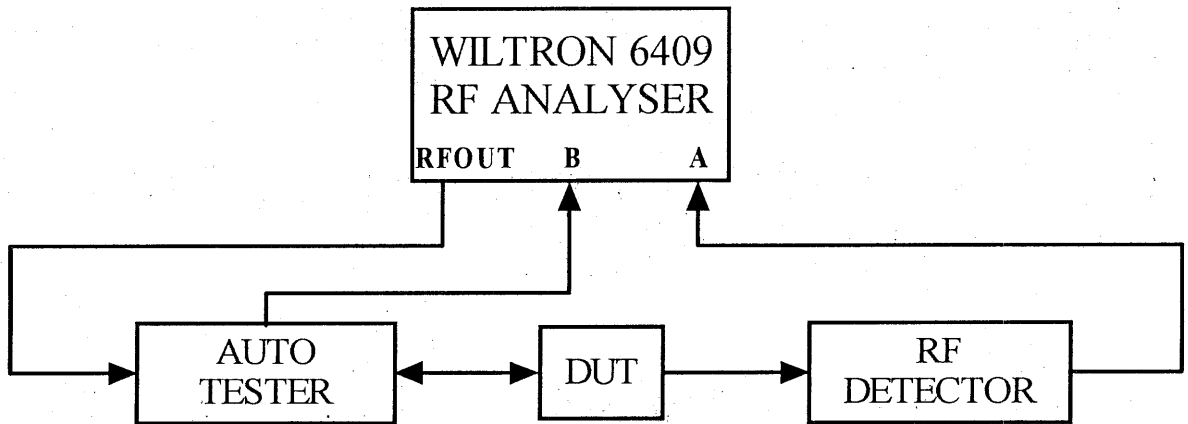 WILTRON 6409
RF ANALYSER
RFOUT B A
AUTO
TESTER
DUT
RF
DETECTOR